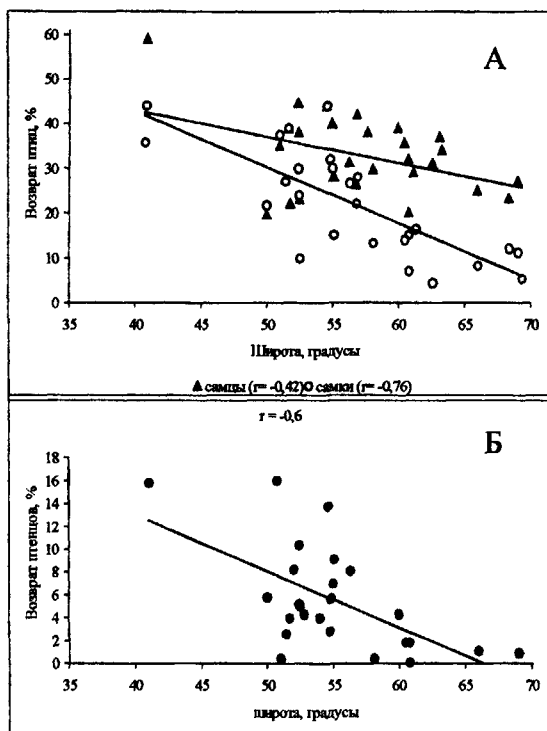 А
Возврат птиц, %
60
50
40
30
20
10
0
35 40 45 50 55 60 65 70
Широта, градусы
▲ самцы (r= -0,42) o самки (r= -0,76)
r = -0,6
Б
Возврат птенцов, %
18
16
14
12
10
8
6
4
2
0
35 40 45 50 55 60 65 70
широта, градусы